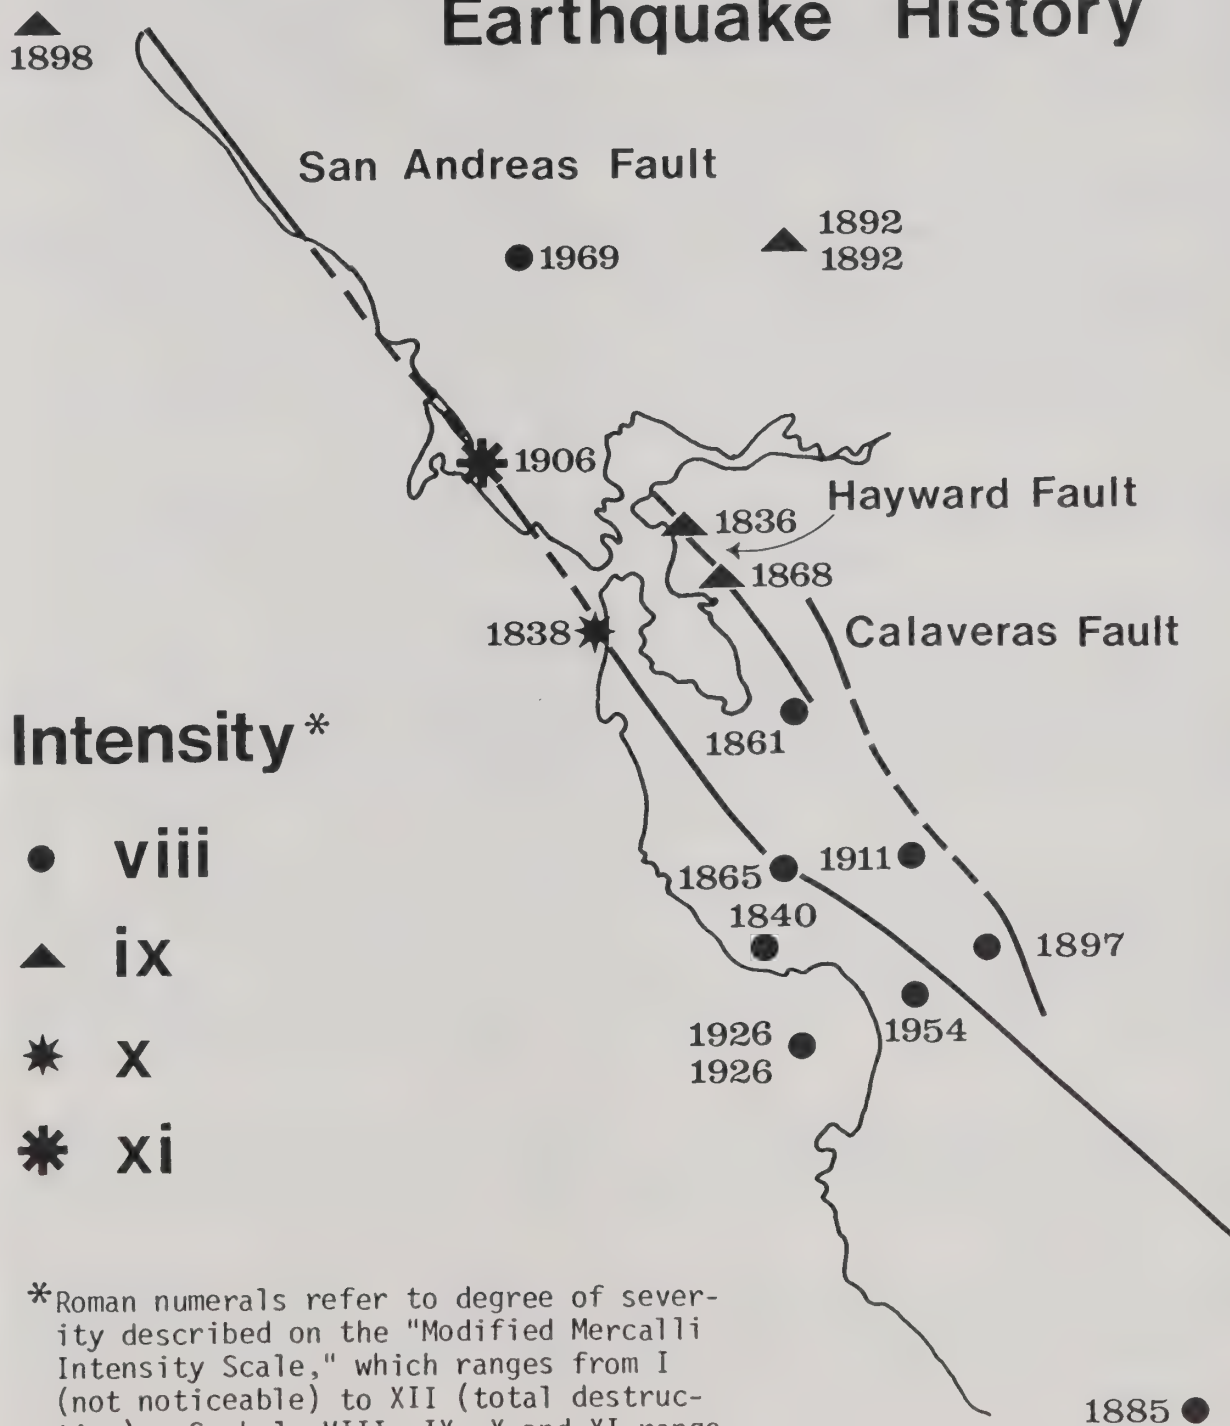 Earthquake History
1898
San Andreas Fault
1892
1969
1892
1906
Hayward Fault
1836
1868
1838
Calaveras Fault
Intensity*
1861
viii
1911
1865
1840
ix
1897
1954
1926
x
1926
xi
*Roman numerals refer to degree of sever-
ity described on the "Modified Mercalli
Intensity Scale," which ranges from I
(not noticeable) to XII (total destruc-
1885